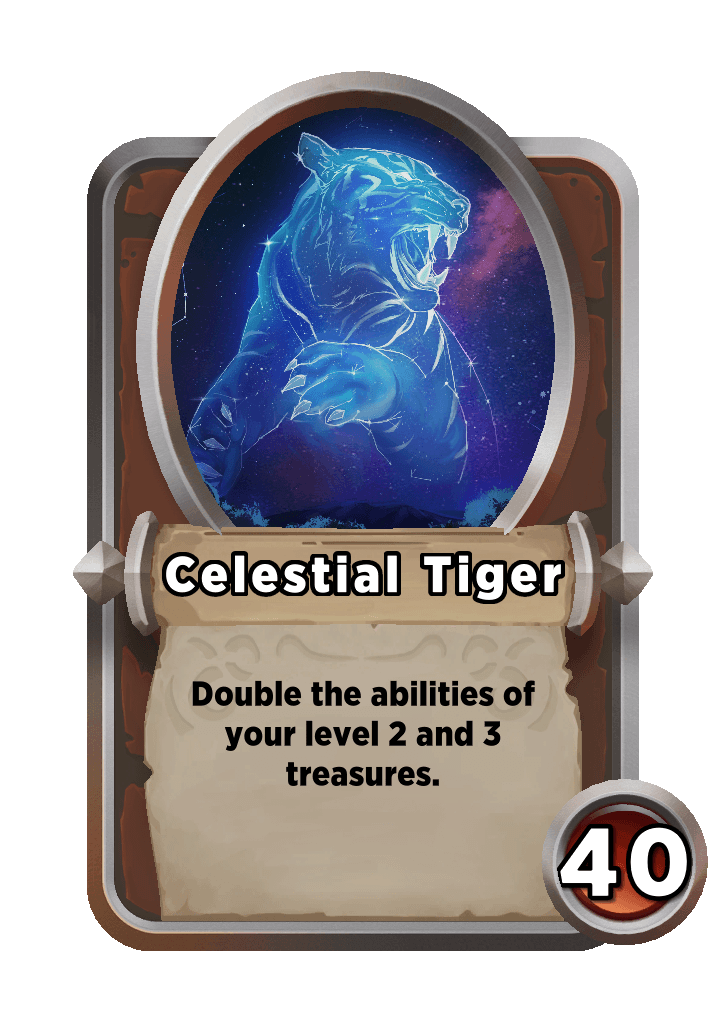 Celestial Tiger
Double the abilities of
your level 2 and 3
treasures.
40